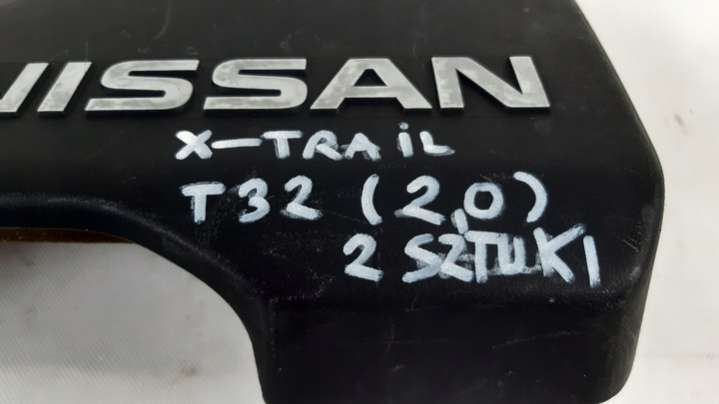 NISSAN
X-TRAiL
T32 (2,0)
2 SZTUKI